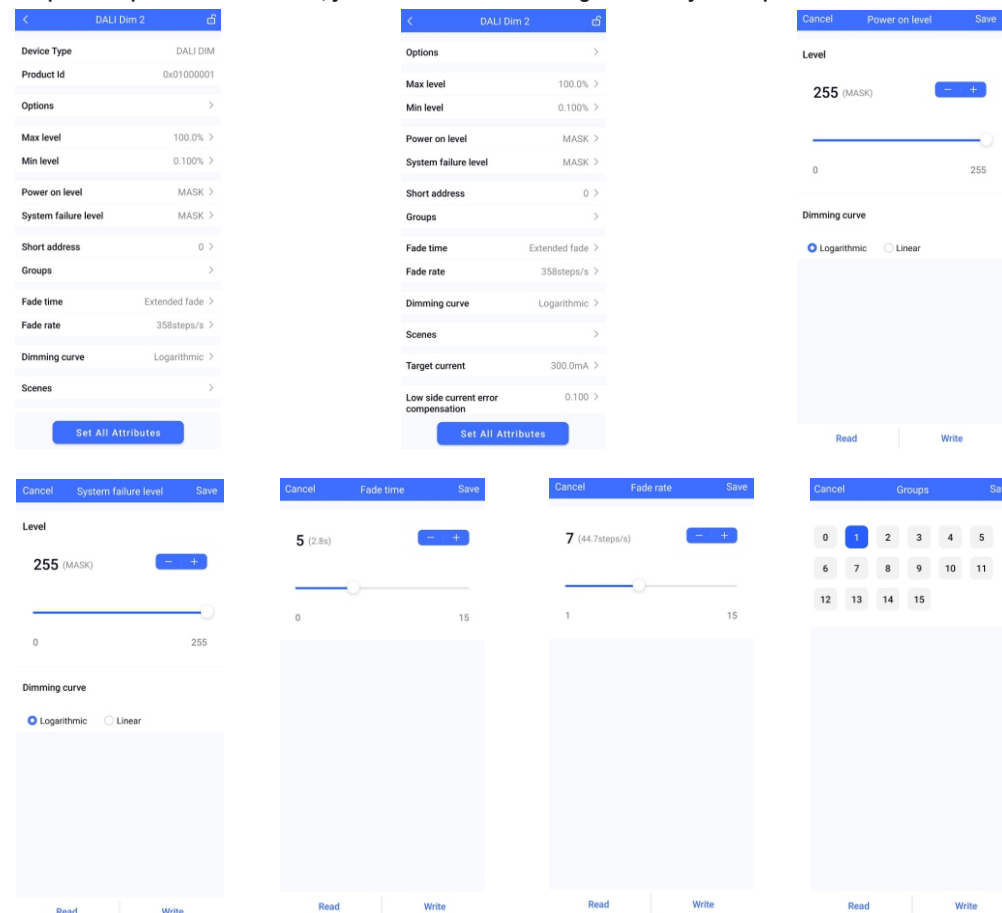 DALI Dim 2
Device Type DALI DIM
Product Id 0x01000001
Options
Max level 100.0%
Min level 0.100%
Power on level MASK
System failure level MASK
Short address 0
Groups
Fade time Extended fade
Fade rate 358steps/s
Dimming curve Logarithmic
Scenes
Set All Attributes
DALI Dim 2
Options
Max level 100.0%
Min level 0.100%
Power on level MASK
System failure level MASK
Short address 0
Groups
Fade time Extended fade
Fade rate 358steps/s
Dimming curve Logarithmic
Scenes
Target current 300.0mA
Low side current error 0.100
compensation
Set All Attributes
Cancel Power on level Save
Level
255 (MASK) - +
0 255
Dimming curve
Logarithmic Linear
Read Write
Cancel System failure level Save
Level
255 (MASK) - +
0 255
Dimming curve
Logarithmic Linear
Read Write
Cancel Fade time Save
5 (2.8s) - +
0 15
Read Write
Cancel Fade rate Save
7 (44.7steps/s) - +
1 15
Read Write
Cancel Groups Sa
0 1 2 3 4 5
6 7 8 9 10 11
12 13 14 15
Read Write